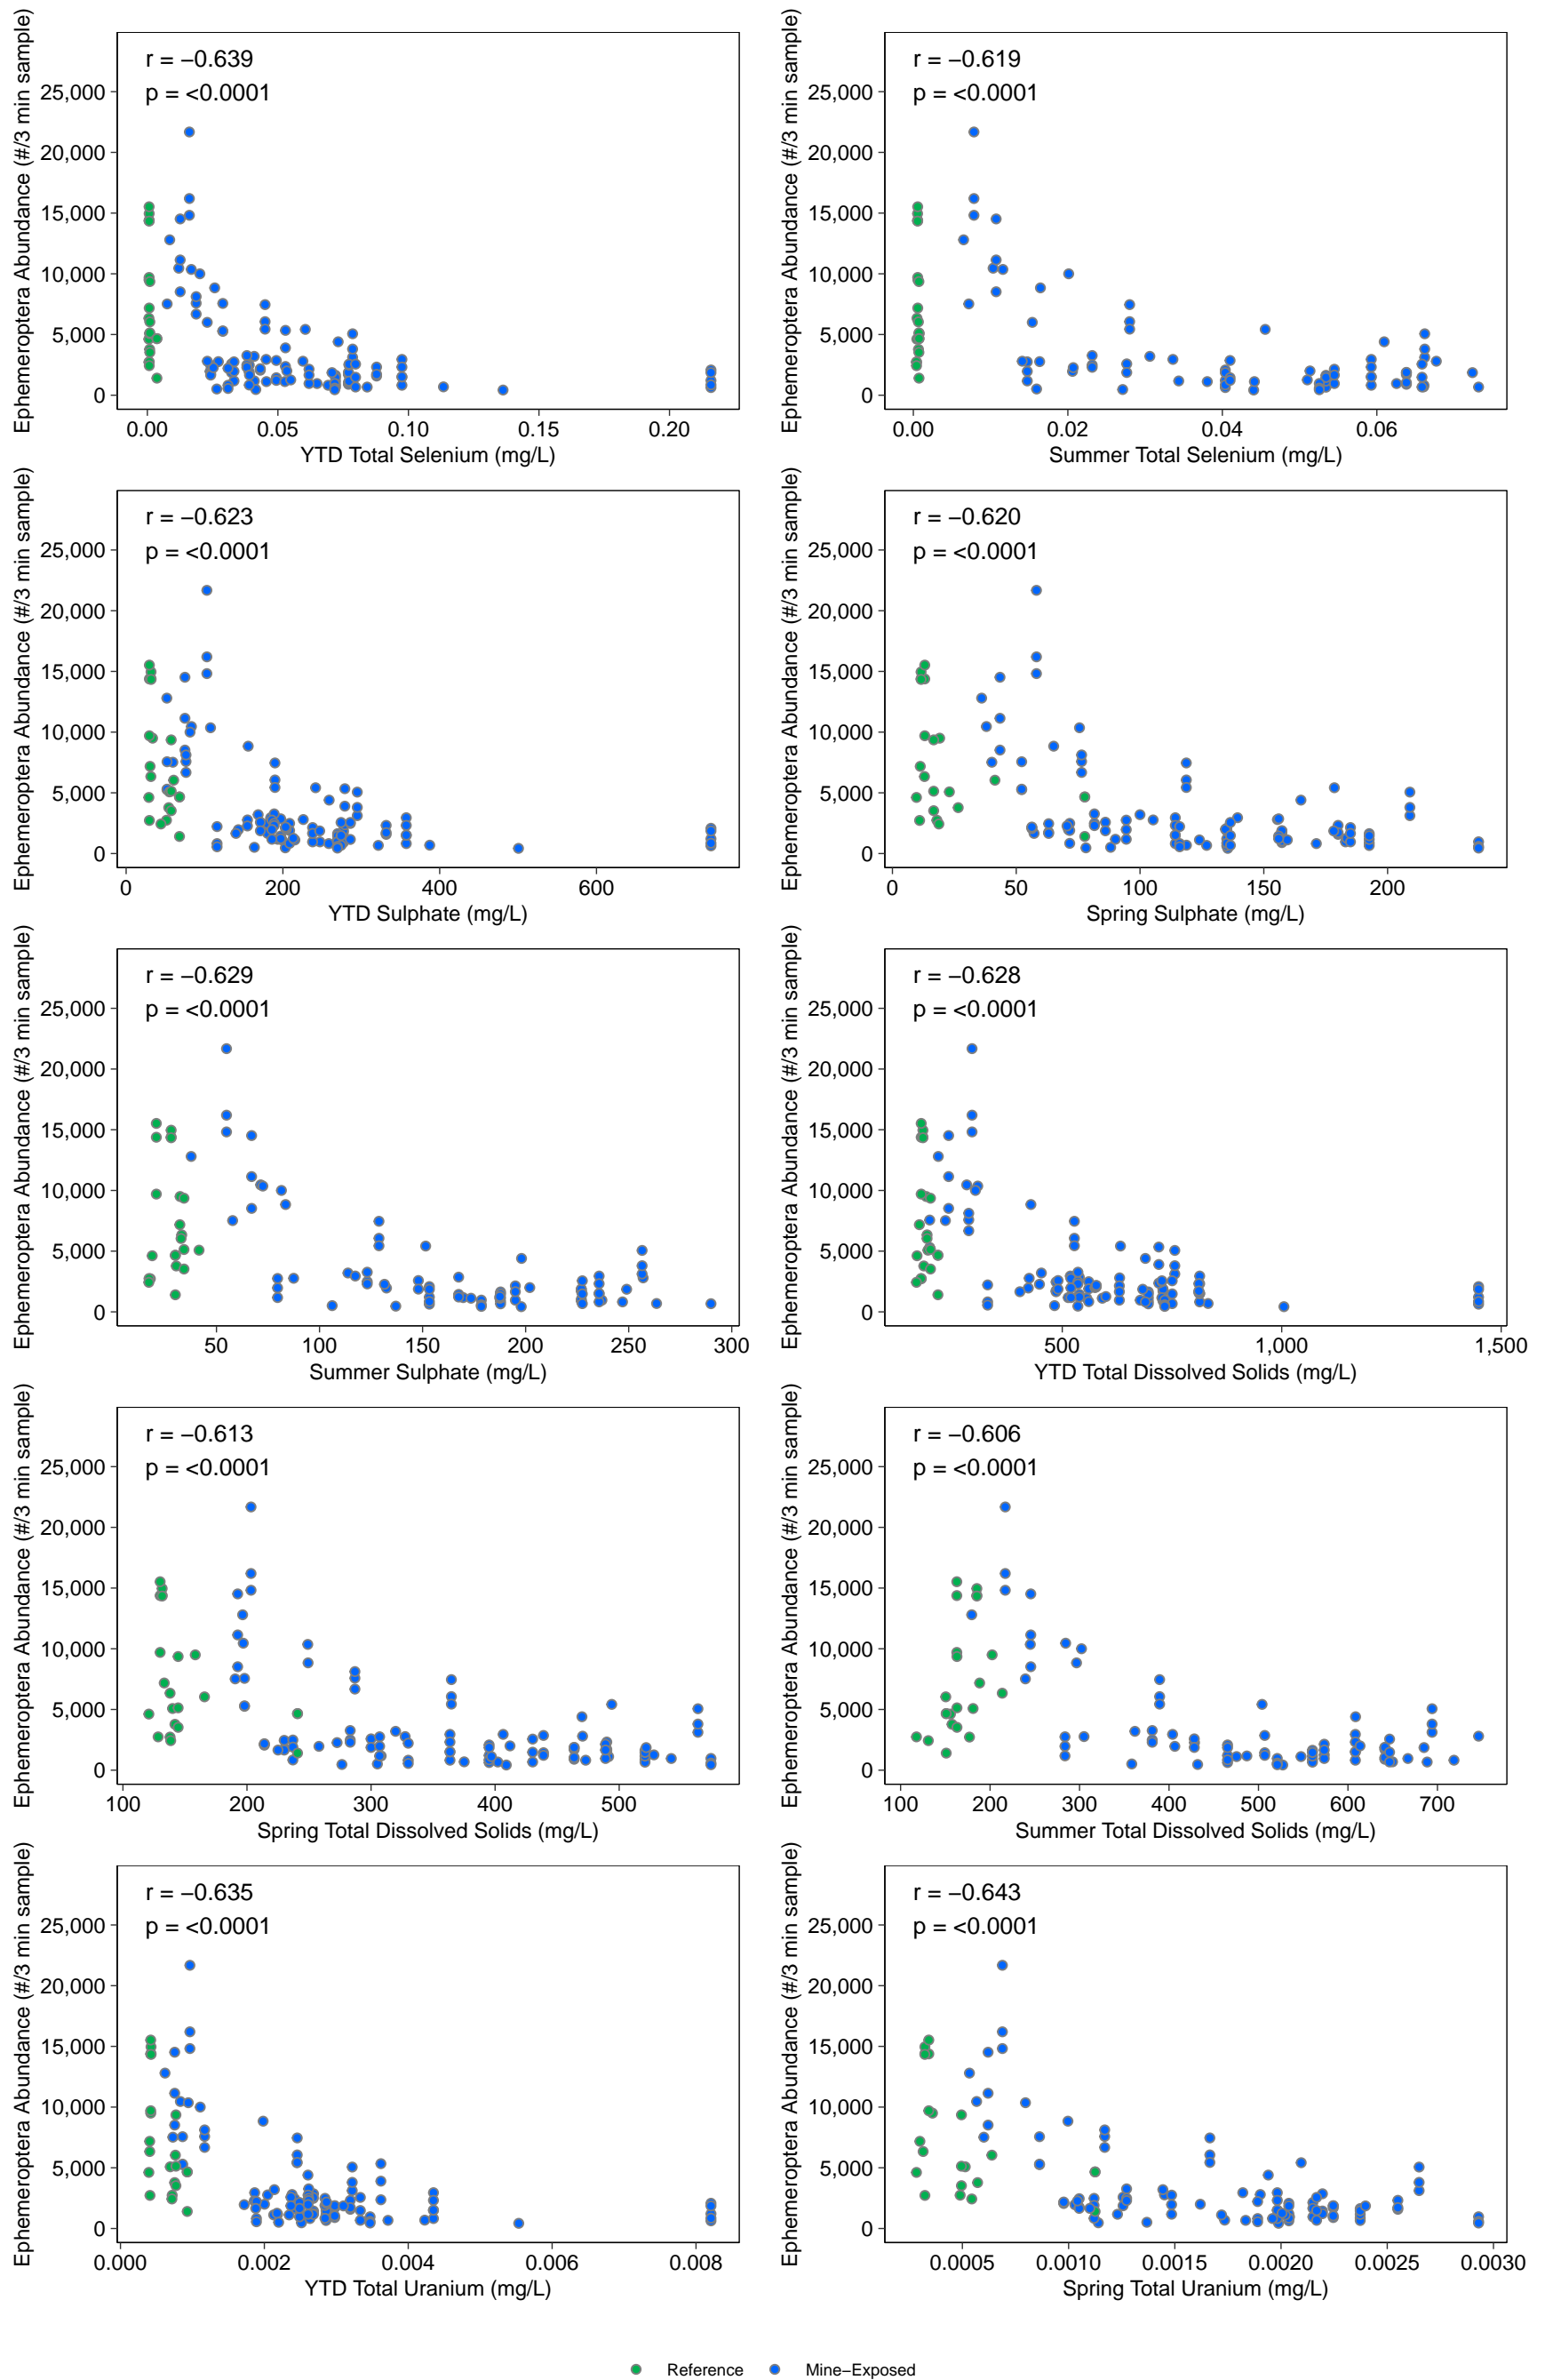 r = −0.639
p = <0.0001
Ephemeroptera Abundance (#/3 min sample)
25,000
20,000
15,000
10,000
5,000
0
0.00 0.05 0.10 0.15 0.20
YTD Total Selenium (mg/L)
r = −0.619
p = <0.0001
Ephemeroptera Abundance (#/3 min sample)
25,000
20,000
15,000
10,000
5,000
0
0.00 0.02 0.04 0.06
Summer Total Selenium (mg/L)
r = −0.623
p = <0.0001
Ephemeroptera Abundance (#/3 min sample)
25,000
20,000
15,000
10,000
5,000
0
0 200 400 600
YTD Sulphate (mg/L)
r = −0.620
p = <0.0001
Ephemeroptera Abundance (#/3 min sample)
25,000
20,000
15,000
10,000
5,000
0
0 50 100 150 200
Spring Sulphate (mg/L)
r = −0.629
p = <0.0001
Ephemeroptera Abundance (#/3 min sample)
25,000
20,000
15,000
10,000
5,000
0
50 100 150 200 250 300
Summer Sulphate (mg/L)
r = −0.628
p = <0.0001
Ephemeroptera Abundance (#/3 min sample)
25,000
20,000
15,000
10,000
5,000
0
500 1,000 1,500
YTD Total Dissolved Solids (mg/L)
r = −0.613
p = <0.0001
Ephemeroptera Abundance (#/3 min sample)
25,000
20,000
15,000
10,000
5,000
0
100 200 300 400 500
Spring Total Dissolved Solids (mg/L)
r = −0.606
p = <0.0001
Ephemeroptera Abundance (#/3 min sample)
25,000
20,000
15,000
10,000
5,000
0
100 200 300 400 500 600 700
Summer Total Dissolved Solids (mg/L)
r = −0.635
p = <0.0001
Ephemeroptera Abundance (#/3 min sample)
25,000
20,000
15,000
10,000
5,000
0
0.000 0.002 0.004 0.006 0.008
YTD Total Uranium (mg/L)
r = −0.643
p = <0.0001
Ephemeroptera Abundance (#/3 min sample)
25,000
20,000
15,000
10,000
5,000
0
0.0005 0.0010 0.0015 0.0020 0.0025 0.0030
Spring Total Uranium (mg/L)
Reference Mine−Exposed